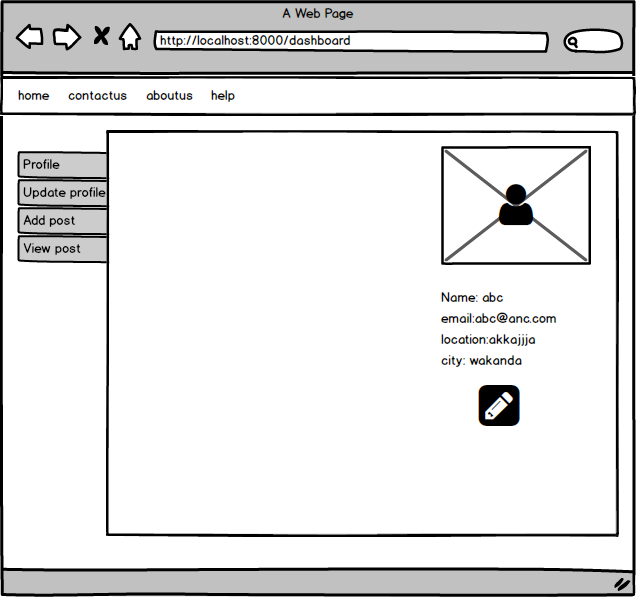 A Web Page
http://localhost:8000/dashboard
home contactus aboutus help
Profile
Update profile
Add post
View post
Name: abc
email:abc@anc.com
location:akkajjja
city: wakanda